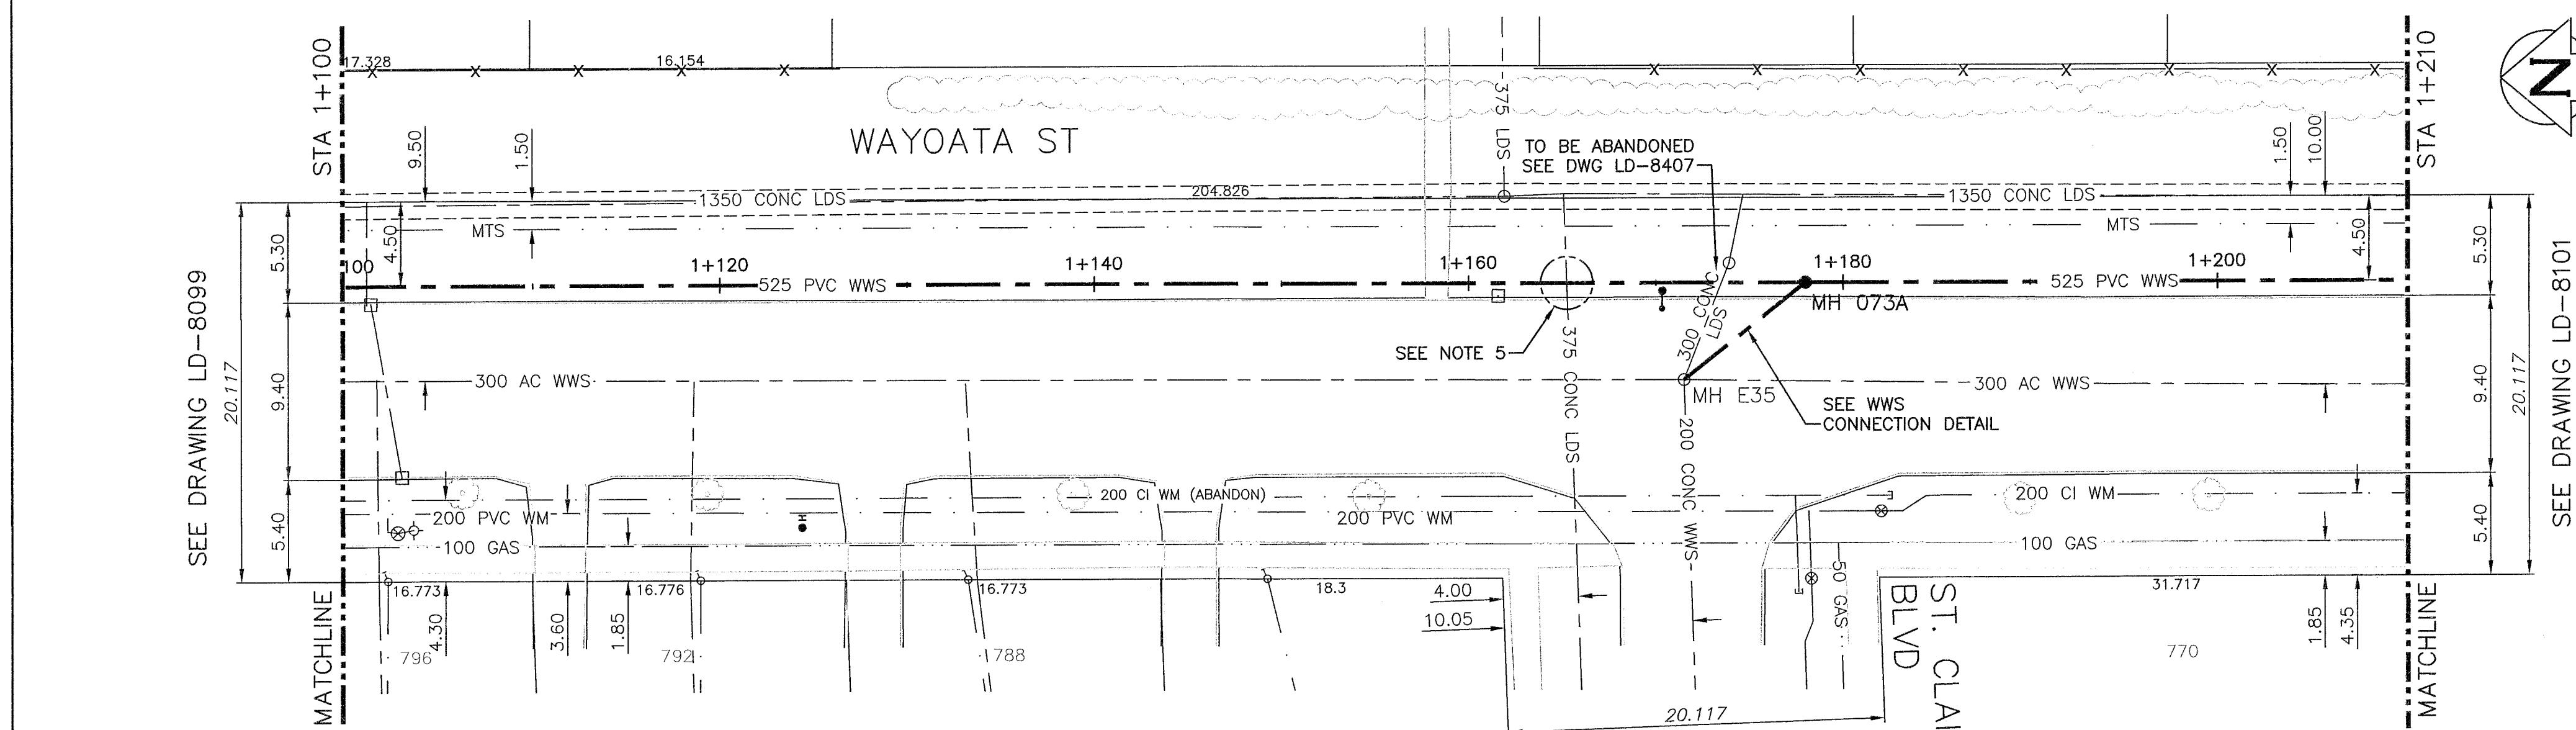 STA 1+100
17.328
16.154
STA 1+210
N
WAYOATA ST
375 LDS
TO BE ABANDONED
SEE DWG LD-8407
9.50
1.50
1.50
10.00
1350 CONC LDS
204.826
1350 CONC LDS
MTS
MTS
5.30
4.50
4.50
5.30
100
1+120
1+140
1+160
1+180
1+200
525 PVC WWS
525 PVC WWS
MH 073A
300 CONC
LDS
SEE NOTE 5
375 CONC LDS
SEE DRAWING LD-8099
20.117
9.40
300 AC WWS
300 AC WWS
MH E35
SEE WWS
CONNECTION DETAIL
9.40
20.117
SEE DRAWING LD-8101
200 CONC WWS
200 CI WM (ABANDON)
200 CI WM
200 PVC WM
200 PVC WM
H
5.40
5.40
100 GAS
100 GAS
50 GAS
16.773
16.776
16.773
18.3
4.00
10.05
31.717
4.30
3.60
1.85
1.85
4.35
796
792
788
770
ST. CLAI
BLVD
20.117
MATCHLINE
MATCHLINE